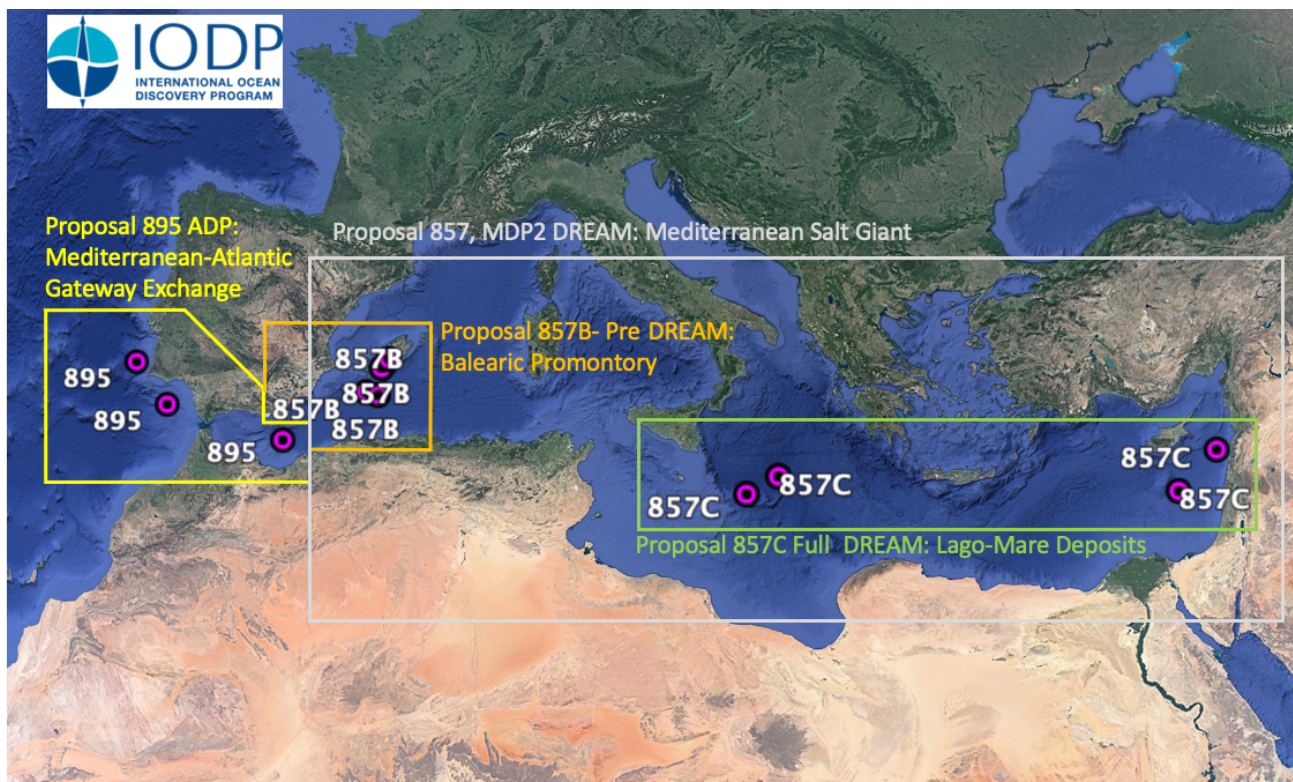 IODP
INTERNATIONAL OCEAN
DISCOVERY PROGRAM
Proposal 895 ADP:
Mediterranean-Atlantic
Gateway Exchange
Proposal 857, MDP2 DREAM: Mediterranean Salt Giant
Proposal 857B- Pre DREAM:
Balearic Promontory
857B
895
857B
857B
895
857B
895
857C
857C
857C
857C
Proposal 857C Full DREAM: Lago-Mare Deposits